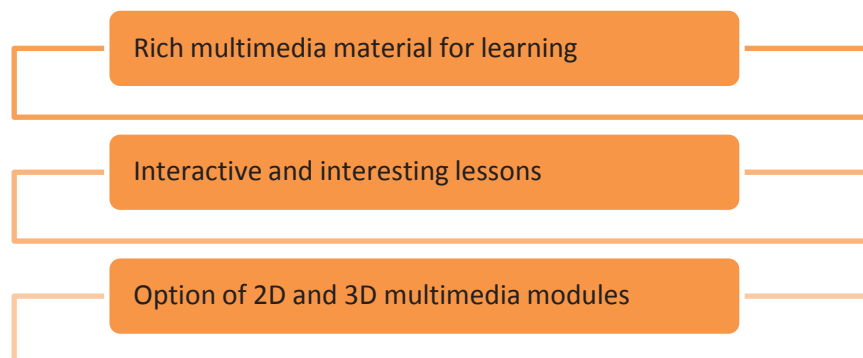 Rich multimedia material for learning
Interactive and interesting lessons
Option of 2D and 3D multimedia modules